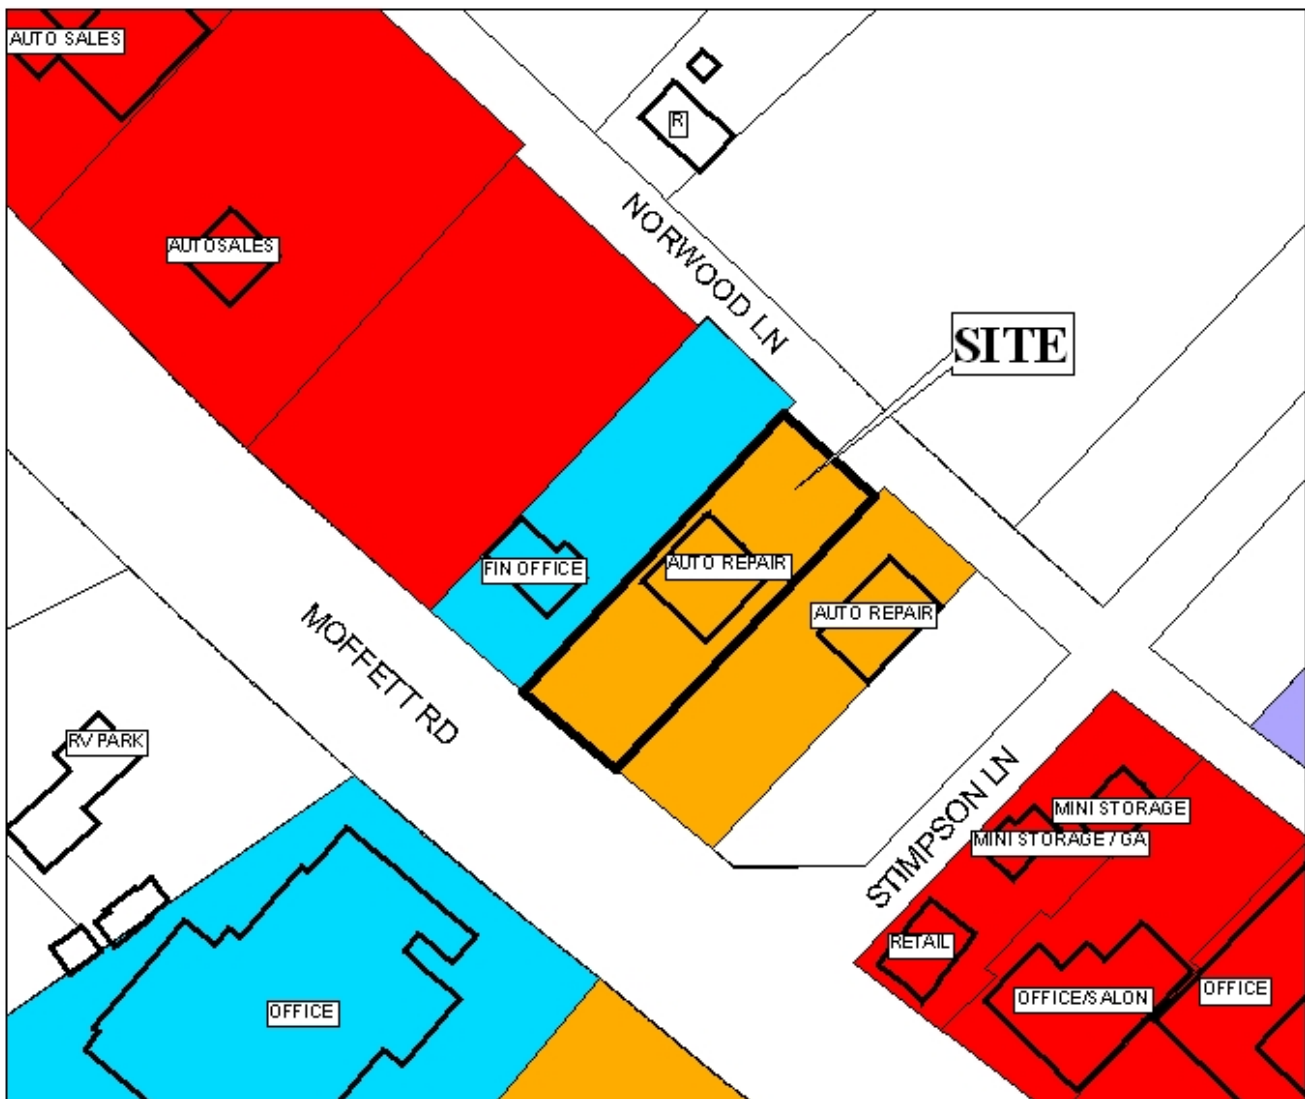 AUTO SALES
R
AUTOSALES
NORWOOD LN
SITE
FIN OFFICE
AUTO REPAIR
AUTO REPAIR
MOFFETT RD
RV PARK
STIMPSON LN
MINI STORAGE
MINI STORAGE / GA
RETAIL
OFFICE/SALON
OFFICE
OFFICE